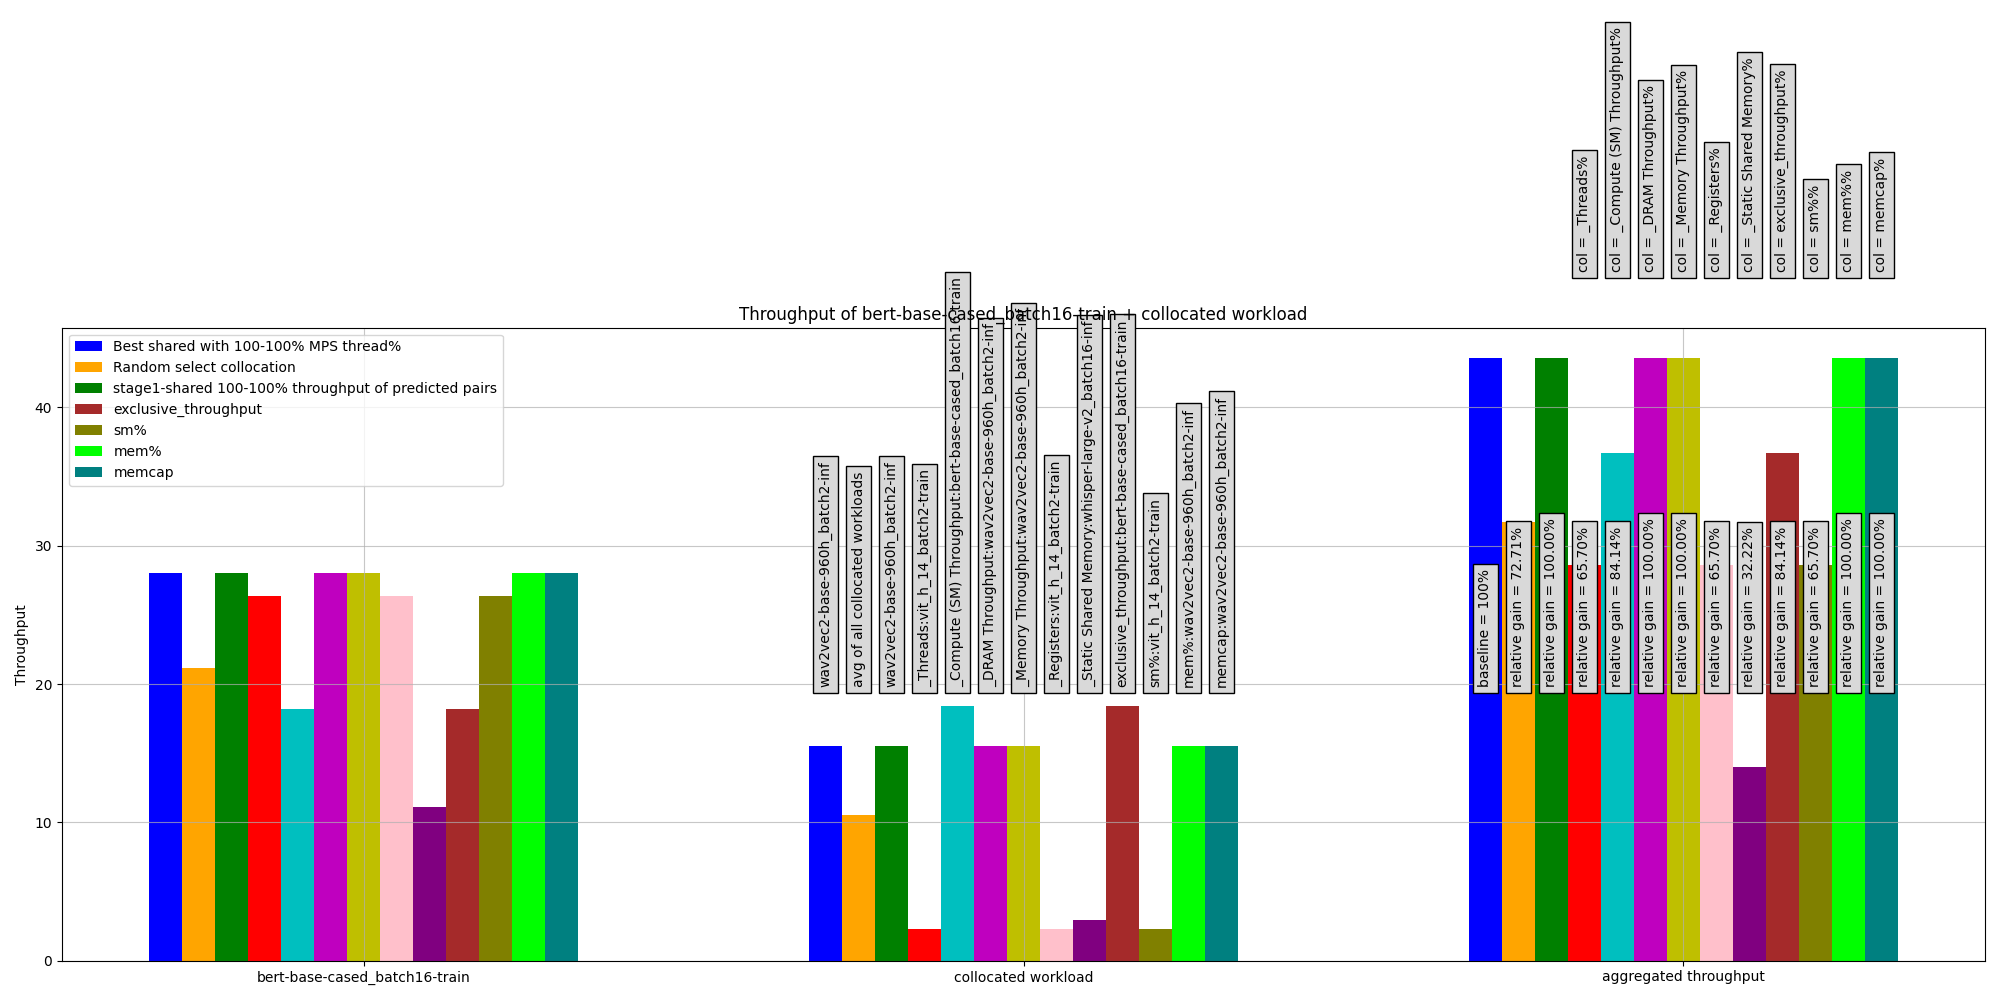 col = _Threads%
col = _Compute (SM) Throughput%
col = _DRAM Throughput%
col = _Memory Throughput%
col = _Registers%
col = _Static Shared Memory%
col = exclusive_throughput%
col = sm%%
col = mem%%
col = memcap%
Throughput of bert-base-cased_batch16-train + collocated workload
Best shared with 100-100% MPS thread%
Random select collocation
stage1-shared 100-100% throughput of predicted pairs
exclusive_throughput
sm%
mem%
memcap
wav2vec2-base-960h_batch2-inf
avg of all collocated workloads
wav2vec2-base-960h_batch2-inf
_Threads:vit_h_14_batch2-train
_Compute (SM) Throughput:bert-base-cased_batch16-train
_DRAM Throughput:wav2vec2-base-960h_batch2-inf
_Memory Throughput:wav2vec2-base-960h_batch2-inf
_Registers:vit_h_14_batch2-train
_Static Shared Memory:whisper-large-v2_batch16-inf
exclusive_throughput:bert-base-cased_batch16-train
sm%:vit_h_14_batch2-train
mem%:wav2vec2-base-960h_batch2-inf
memcap:wav2vec2-base-960h_batch2-inf
baseline = 100%
relative gain = 72.71%
relative gain = 100.00%
relative gain = 65.70%
relative gain = 84.14%
relative gain = 100.00%
relative gain = 100.00%
relative gain = 65.70%
relative gain = 32.22%
relative gain = 84.14%
relative gain = 65.70%
relative gain = 100.00%
relative gain = 100.00%
Throughput
40
30
20
10
0
bert-base-cased_batch16-train
collocated workload
aggregated throughput